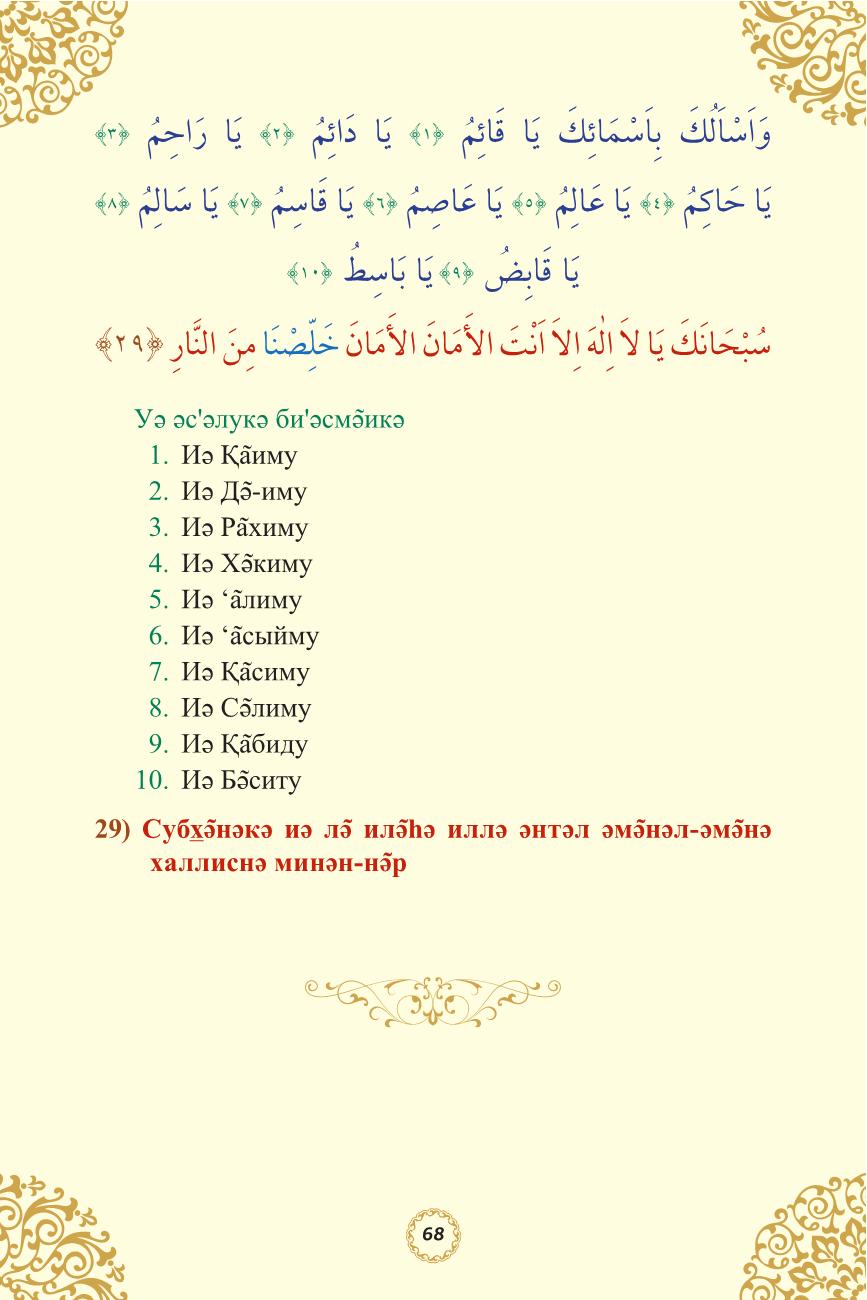 وَاَسْاَلُكَ بِاَسْمَائِكَ يَا قَائِمُ ﴿١﴾ يَا دَائِمُ ﴿٢﴾ يَا رَاحِمُ ﴿٣﴾
يَا حَاكِمُ ﴿٤﴾ يَا عَالِمُ ﴿٥﴾ يَا عَاصِمُ ﴿٦﴾ يَا قَاسِمُ ﴿٧﴾ يَا سَالِمُ ﴿٨﴾
يَا قَابِضُ ﴿٩﴾ يَا بَاسِطُ ﴿١٠﴾
سُبْحَانَكَ يَا لاَ اِلٰهَ اِلاَ اَنْتَ الأَمَانَ الأَمَانَ خَلِّصْنَا مِنَ النَّارِ ﴿٢٩﴾
Уә әс'әлукә би'әсмә̃икә
1. Иә Қа̃иму
2. Иә Дә̃-иму
3. Иә Ра̃химу
4. Иә Хә̃киму
5. Иә ‘а̃лиму
6. Иә ‘а̃сыйму
7. Иә Қа̃симу
8. Иә Сә̃лиму
9. Иә Қа̃биду
10. Иә Бә̃ситу
29) Субх̲ә̃нәкә иә лә̃ илә̃һә иллә әнтәл әмә̃нәл-әмә̃нә
халлиснә минән-нә̃р
68